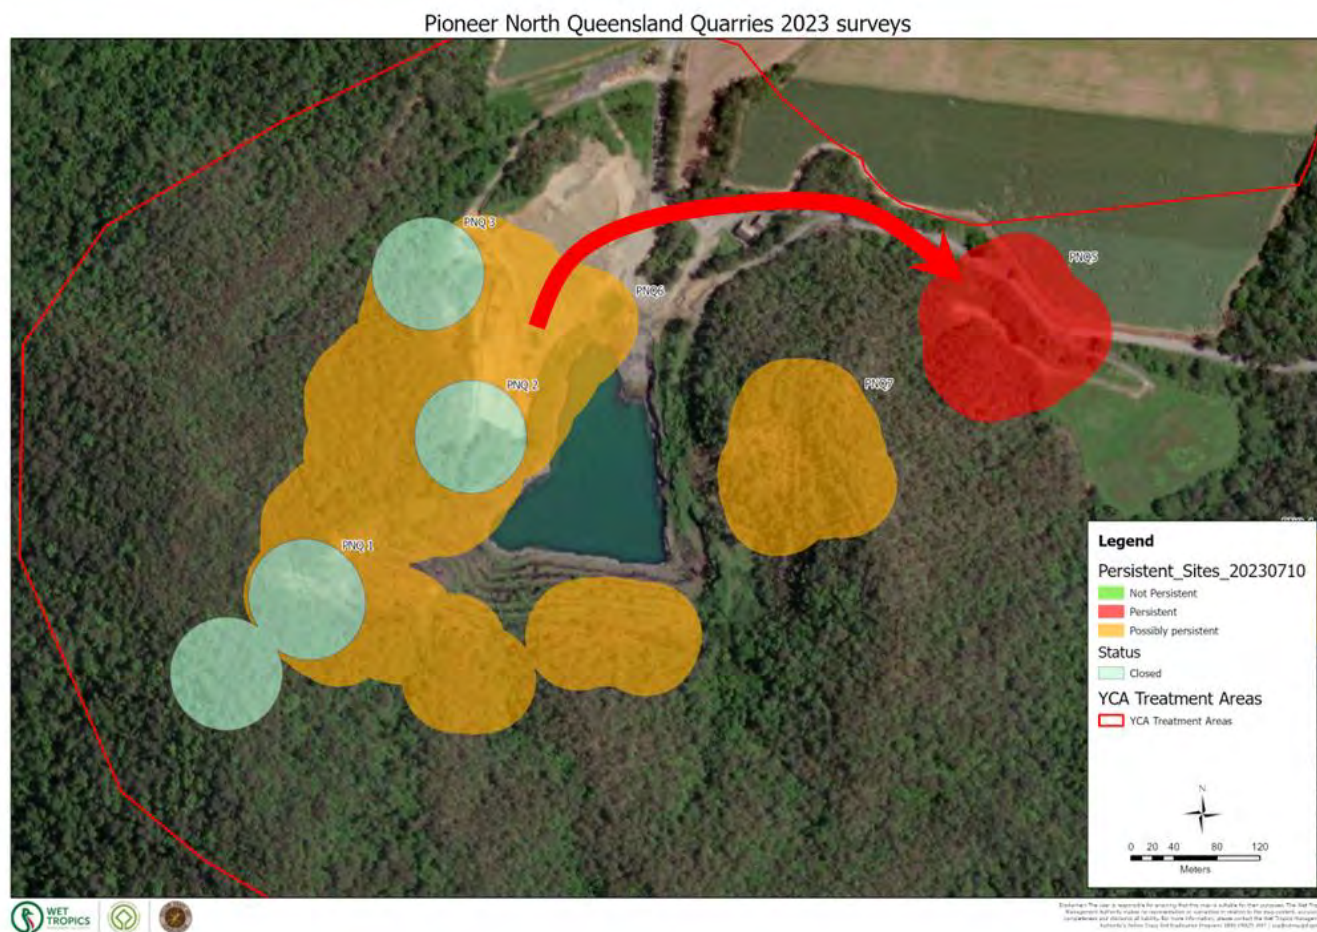 Pioneer North Queensland Quarries 2023 surveys
PNQ 3
PNQ5
PNQ6
PNQ 2
PNQ7
PNQ 1
Legend
Persistent_Sites_20230710
Not Persistent
Persistent
Possibly persistent
Status
Closed
YCA Treatment Areas
YCA Treatment Areas
N
0 20 40 80 120
Meters
WET
TROPICS